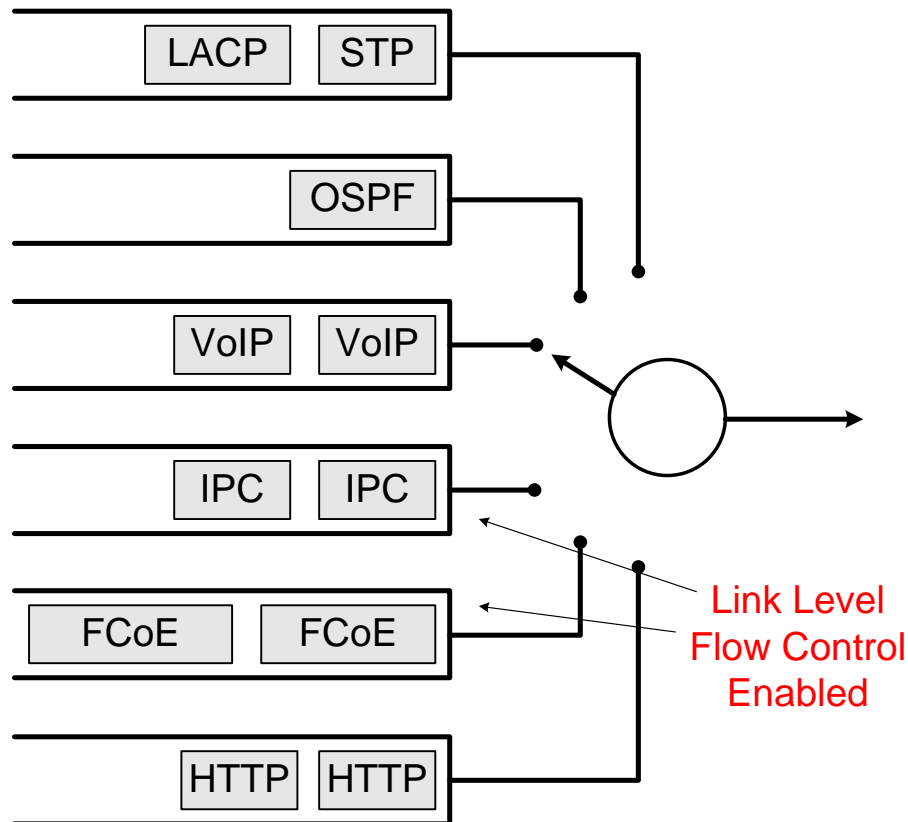 LACP STP
OSPF
VoIP VoIP
IPC IPC
FCoE FCoE
HTTP HTTP
Link Level
Flow Control
Enabled